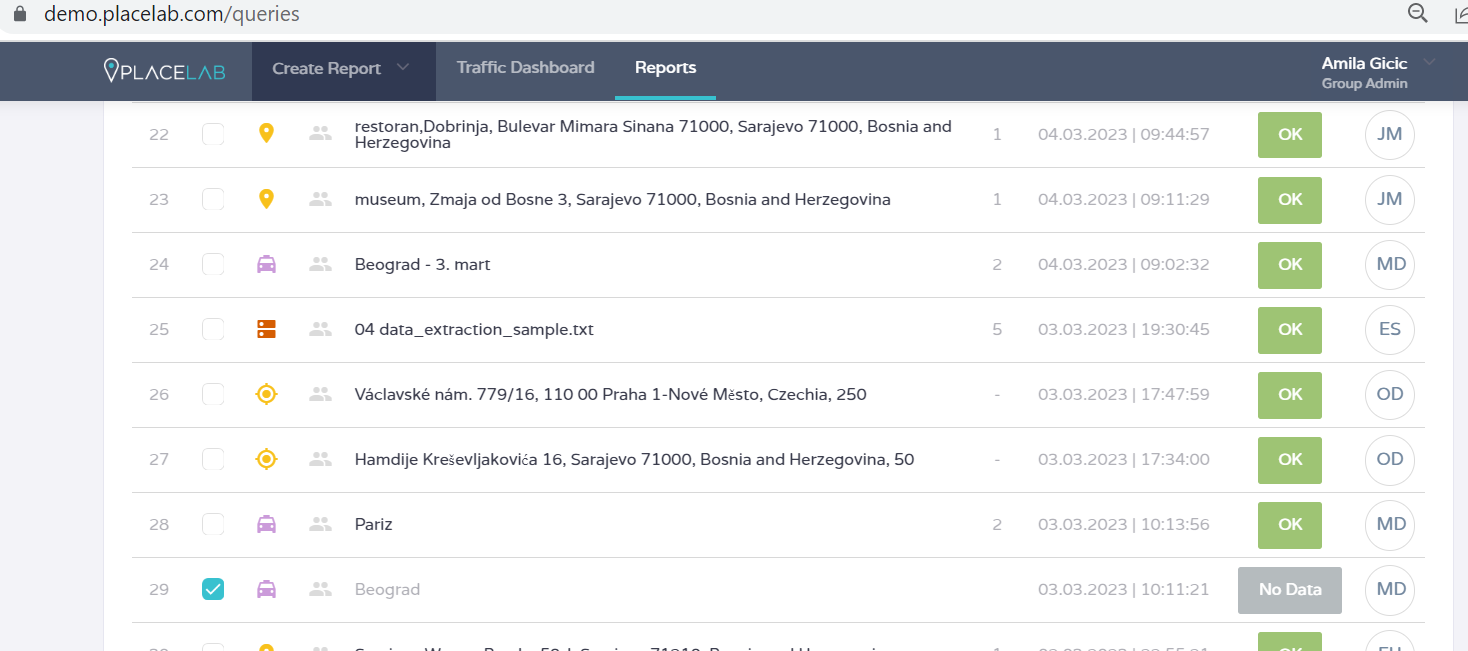 demo.placelab.com/queries
PLACELAB Create Report Traffic Dashboard Reports Amila Gicic
Group Admin
22 restoran,Dobrinja, Bulevar Mimara Sinana 71000, Sarajevo 71000, Bosnia and Herzegovina 1 04.03.2023 | 09:44:57 OK JM
23 museum, Zmaja od Bosne 3, Sarajevo 71000, Bosnia and Herzegovina 1 04.03.2023 | 09:11:29 OK JM
24 Beograd - 3. mart 2 04.03.2023 | 09:02:32 OK MD
25 04 data_extraction_sample.txt 5 03.03.2023 | 19:30:45 OK ES
26 Václavské nám. 779/16, 110 00 Praha 1-Nové Město, Czechia, 250 - 03.03.2023 | 17:47:59 OK OD
27 Hamdije Kreševljakovića 16, Sarajevo 71000, Bosnia and Herzegovina, 50 - 03.03.2023 | 17:34:00 OK OD
28 Pariz 2 03.03.2023 | 10:13:56 OK MD
29 Beograd 03.03.2023 | 10:11:21 No Data MD